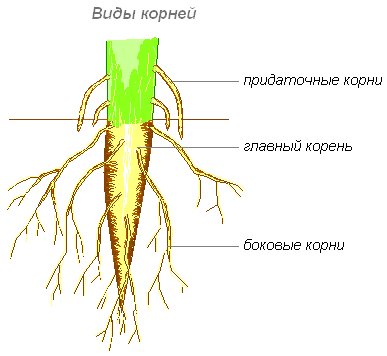 Виды корней
придаточные корни
главный корень
боковые корни